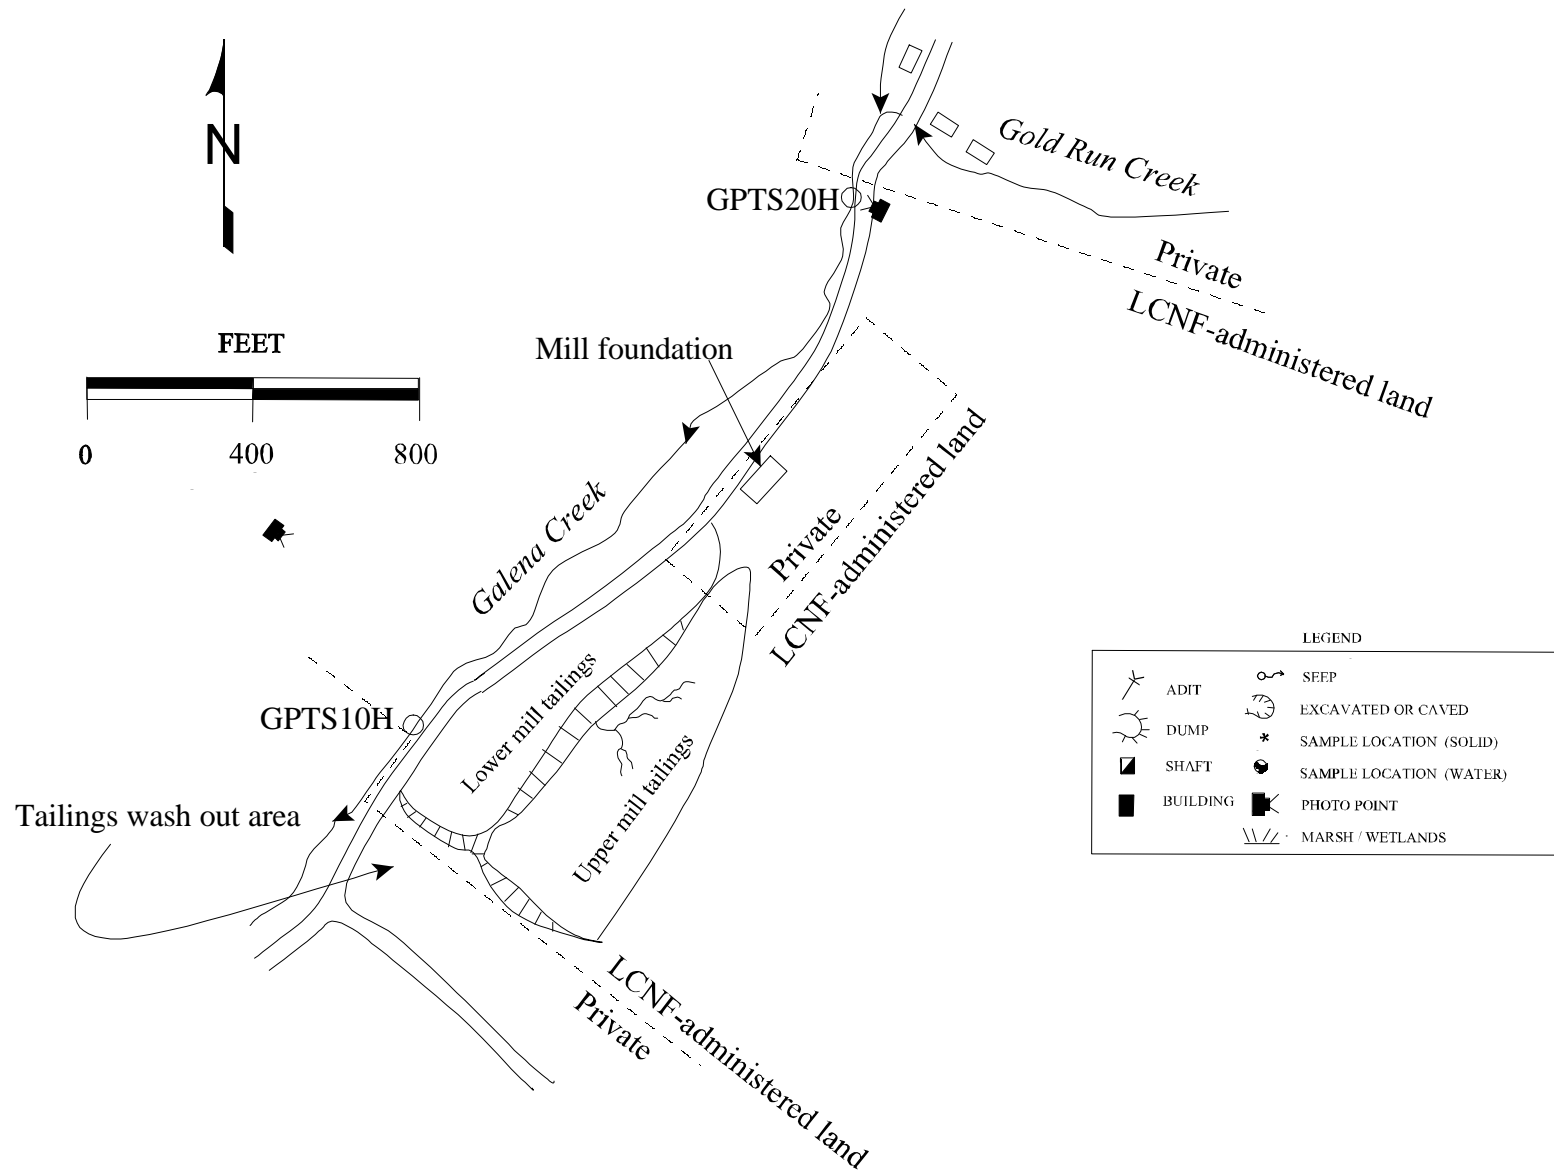 N
Gold Run Creek
GPTS20H
Private
LCNF-administered land
FEET
0 400 800
Mill foundation
Galena Creek
Private
LCNF-administered land
GPTS10H
Lower mill tailings
Upper mill tailings
Tailings wash out area
LCNF-administered land
Private
LEGEND
ADIT
DUMP
SHAFT
BUILDING
SEEP
EXCAVATED OR CAVED
SAMPLE LOCATION (SOLID)
SAMPLE LOCATION (WATER)
PHOTO POINT
MARSH / WETLANDS